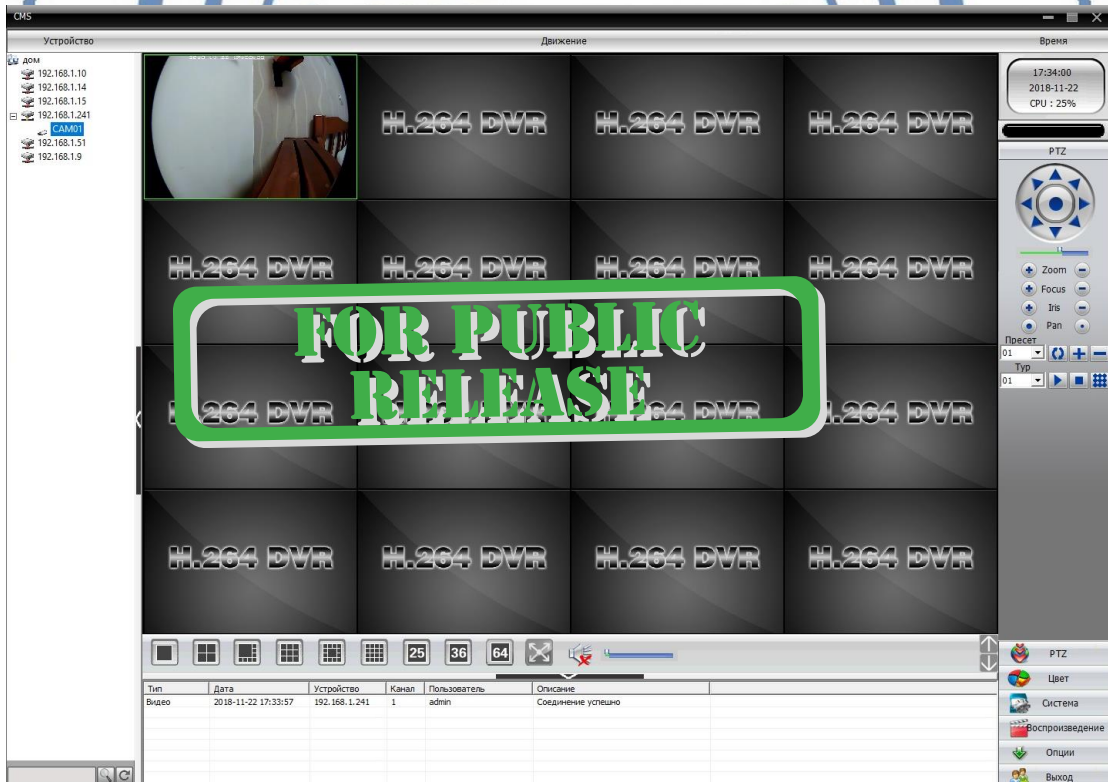 CMS
Устройство
Движение
Время
дом
192.168.1.10
192.168.1.14
192.168.1.15
192.168.1.241
CAM01
192.168.1.51
192.168.1.9
H.264 DVR
H.264 DVR
H.264 DVR
H.264 DVR
H.264 DVR
H.264 DVR
H.264 DVR
FOR PUBLIC
RELEASE
H.264 DVR
H.264 DVR
H.264 DVR
H.264 DVR
17:34:00
2018-11-22
CPU : 25%
PTZ
Zoom
Focus
Iris
Pan
Пресет
01
Тур
01
25
36
64
Тип Дата Устройство Канал Пользователь Описание
Видео 2018-11-22 17:33:57 192.168.1.241 1 admin Соединение успешно
PTZ
Цвет
Система
Воспроизведение
Опции
Выход